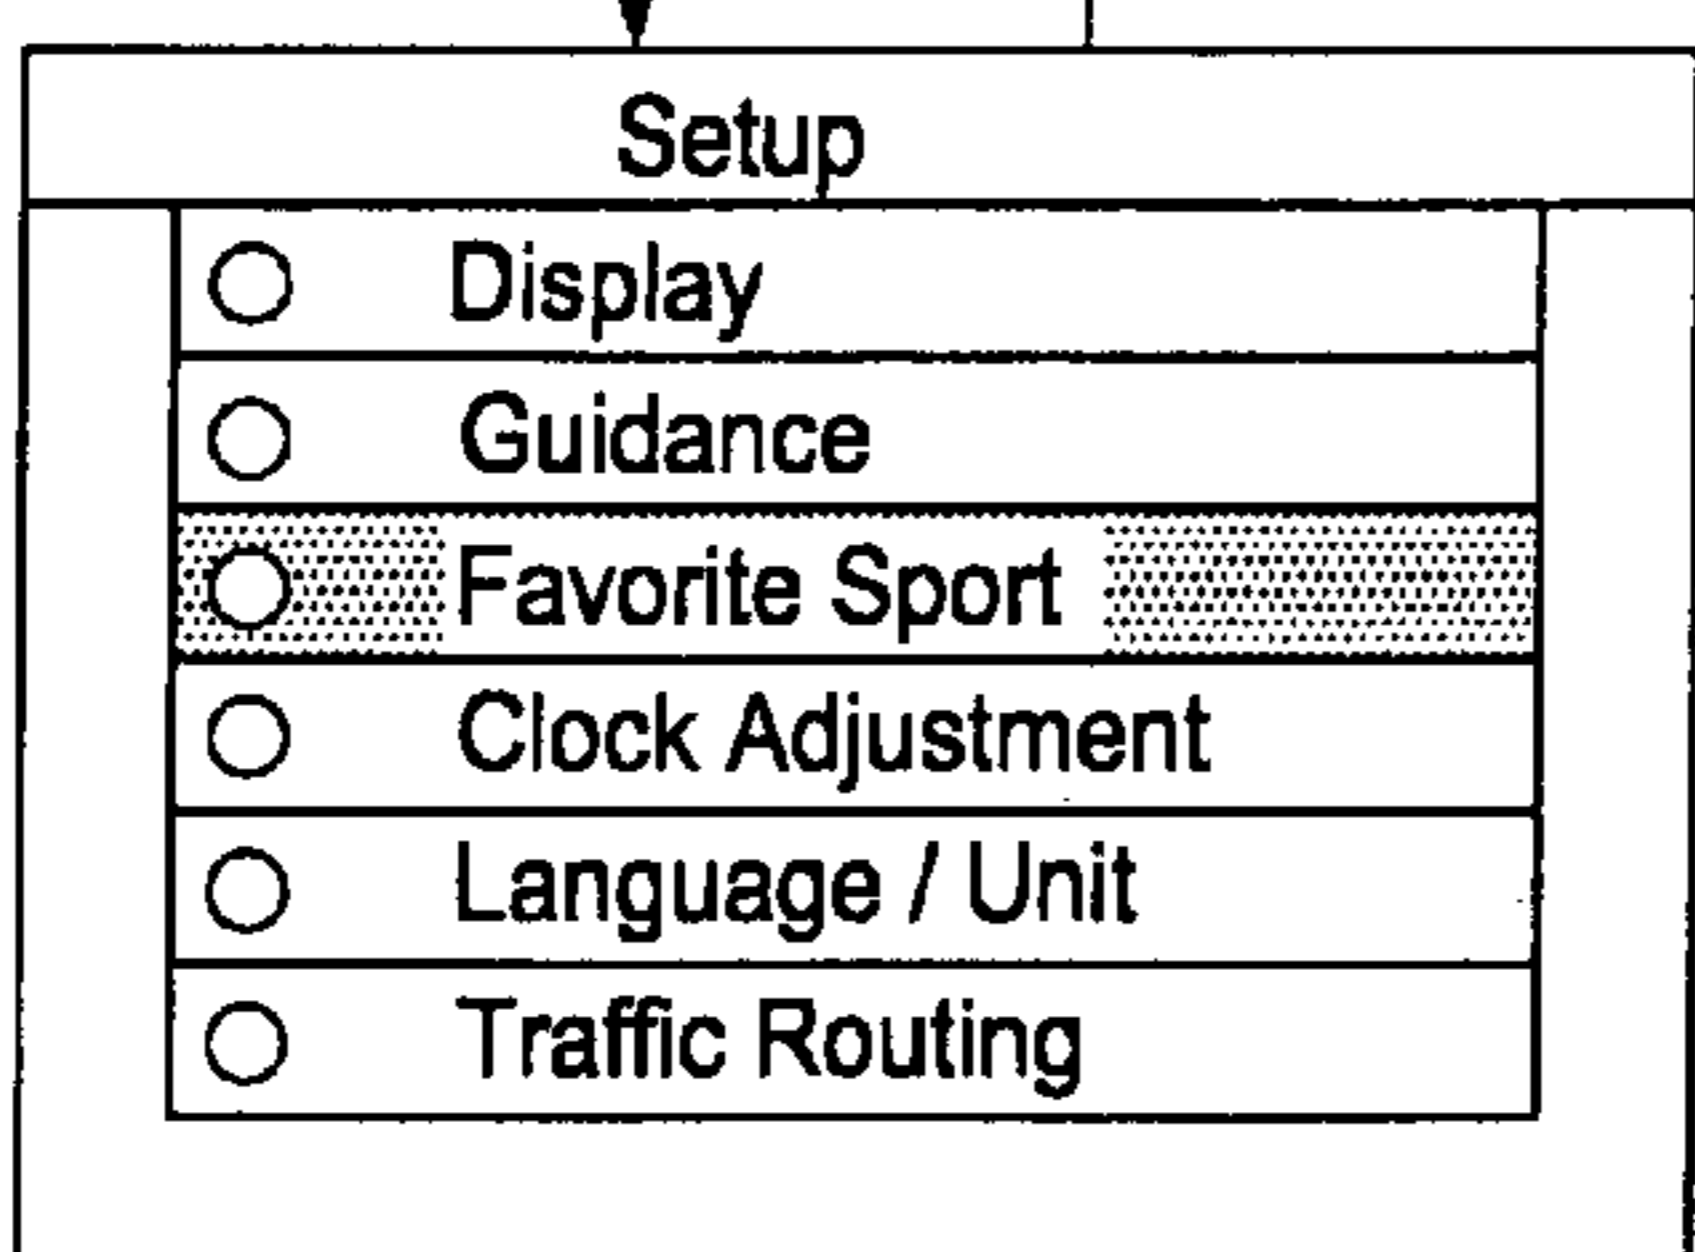 Setup
Display
Guidance
Favorite Sport
Clock Adjustment
Language / Unit
Traffic Routing